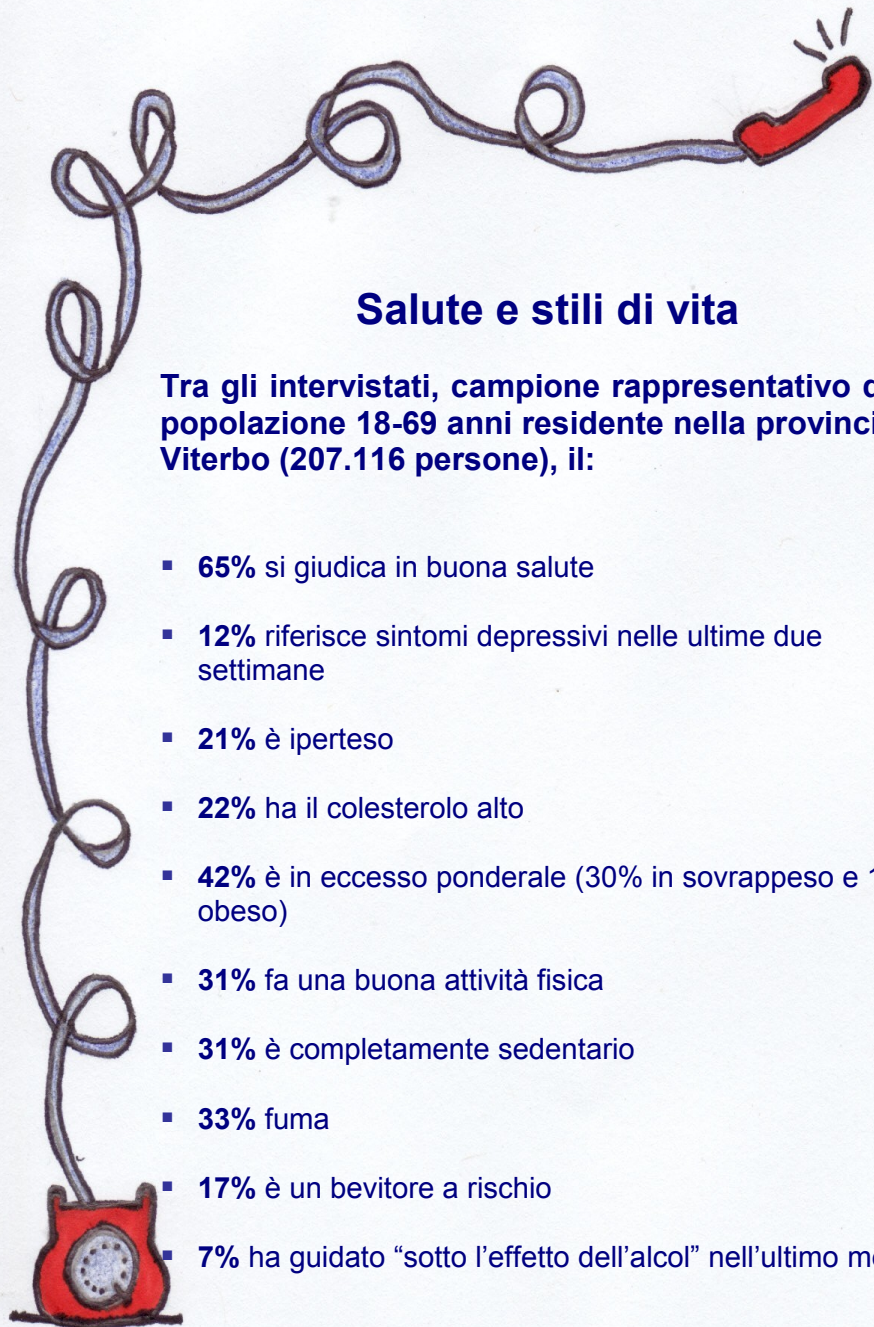 Salute e stili di vita
Tra gli intervistati, campione rappresentativo
popolazione 18-69 anni residente nella
Viterbo (207.116 persone), il:
▪ 65% si giudica in buona salute
▪ 12% riferisce sintomi depressivi nelle ultime due
settimane
▪ 21% è iperteso
▪ 22% ha il colesterolo alto
▪ 42% è in eccesso ponderale (30% in sovrappeso e
obeso)
▪ 31% fa una buona attività fisica
▪ 31% è completamente sedentario
▪ 33% fuma
▪ 17% è un bevitore a rischio
▪ 7% ha guidato “sotto l’effetto dell’alcol” nell’ultimo